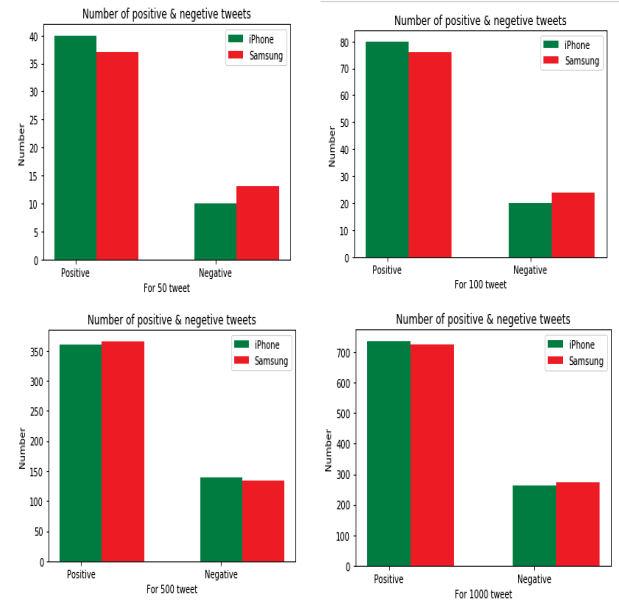 Number of positive & negetive tweets
40
35
30
25
20
15
10
5
0
Number
iPhone
Samsung
Positive Negative
For 50 tweet
Number of positive & negetive tweets
80
70
60
50
40
30
20
10
0
Number
iPhone
Samsung
Positive Negative
For 100 tweet
Number of positive & negetive tweets
350
300
250
200
150
100
50
0
Number
iPhone
Samsung
Positive Negative
For 500 tweet
Number of positive & negetive tweets
700
600
500
400
300
200
100
0
Number
iPhone
Samsung
Positive Negative
For 1000 tweet